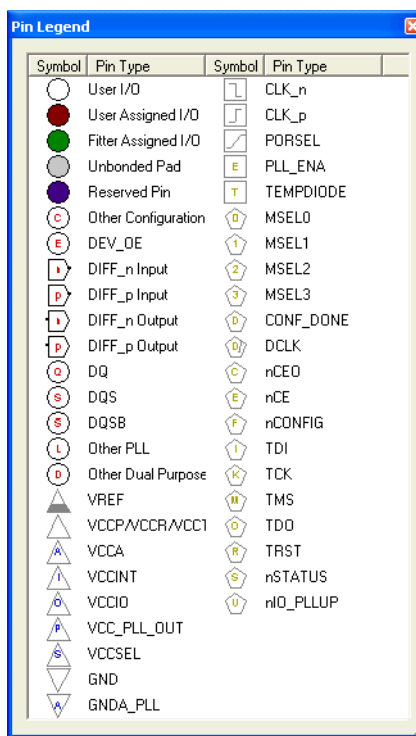 Pin Legend
Symbol Pin Type Symbol Pin Type
User I/O CLK_n
User Assigned I/O CLK_p
Fitter Assigned I/O PORSEL
Unbonded Pad E PLL_ENA
Reserved Pin T TEMPDIODE
C Other Configuration 0 MSEL0
E DEV_OE 1 MSEL1
n DIFF_n Input 2 MSEL2
p DIFF_p Input 3 MSEL3
n DIFF_n Output D CONF_DONE
p DIFF_p Output D/ DCLK
Q DQ C nCEO
S DQS E nCE
S DQSB F nCONFIG
L Other PLL I TDI
D Other Dual Purpose K TCK
VREF M TMS
VCCP/VCCR/VCCT O TDO
A VCCA R TRST
I VCCINT S nSTATUS
O VCCIO U nIO_PLLUP
P VCC_PLL_OUT
S VCCSEL
GND
A GNDA_PLL